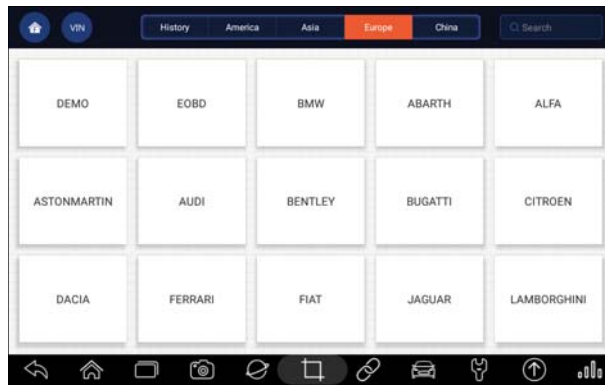 VIN History America Asia Europe China Search
DEMO EOBD BMW ABARTH ALFA
ASTONMARTIN AUDI BENTLEY BUGATTI CITROEN
DACIA FERRARI FIAT JAGUAR LAMBORGHINI